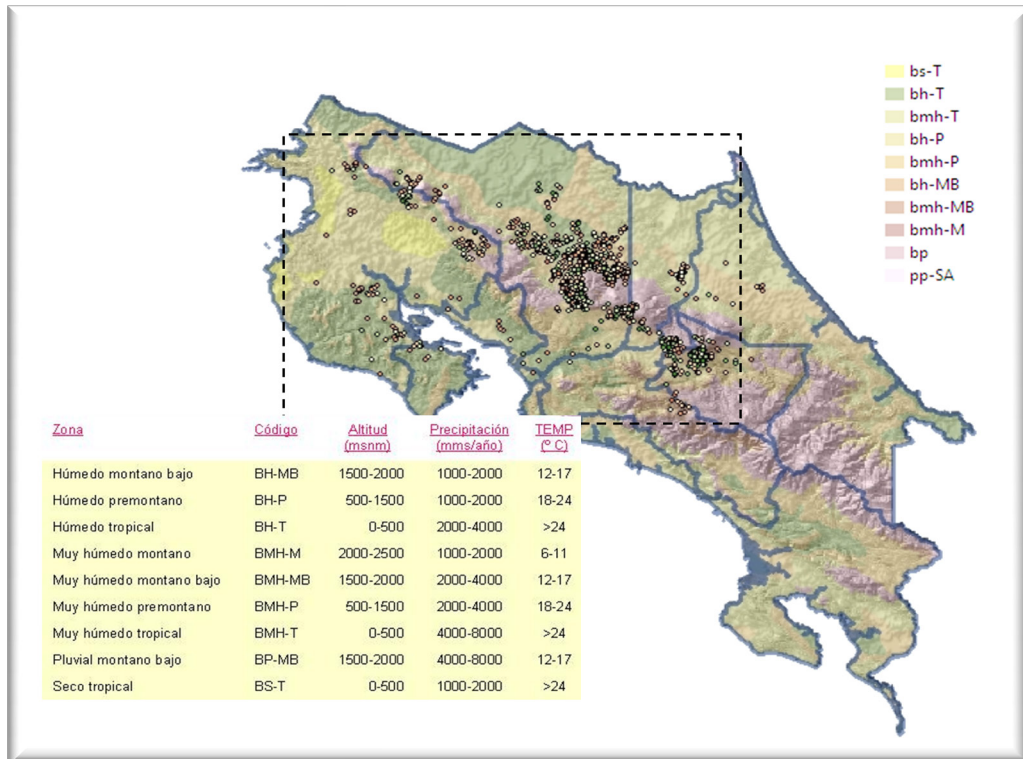 bs-T
bh-T
bmh-T
bh-P
bmh-P
bh-MB
bmh-MB
bmh-M
bp
pp-SA
Zona Código Altitud Precipitación TEMP
(msnm) (mms/año) (º C)
Húmedo montano bajo BH-MB 1500-2000 1000-2000 12-17
Húmedo premontano BH-P 500-1500 1000-2000 18-24
Húmedo tropical BH-T 0-500 2000-4000 >24
Muy húmedo montano BMH-M 2000-2500 1000-2000 6-11
Muy húmedo montano bajo BMH-MB 1500-2000 2000-4000 12-17
Muy húmedo premontano BMH-P 500-1500 2000-4000 18-24
Muy húmedo tropical BMH-T 0-500 4000-8000 >24
Pluvial montano bajo BP-MB 1500-2000 4000-8000 12-17
Seco tropical BS-T 0-500 1000-2000 >24